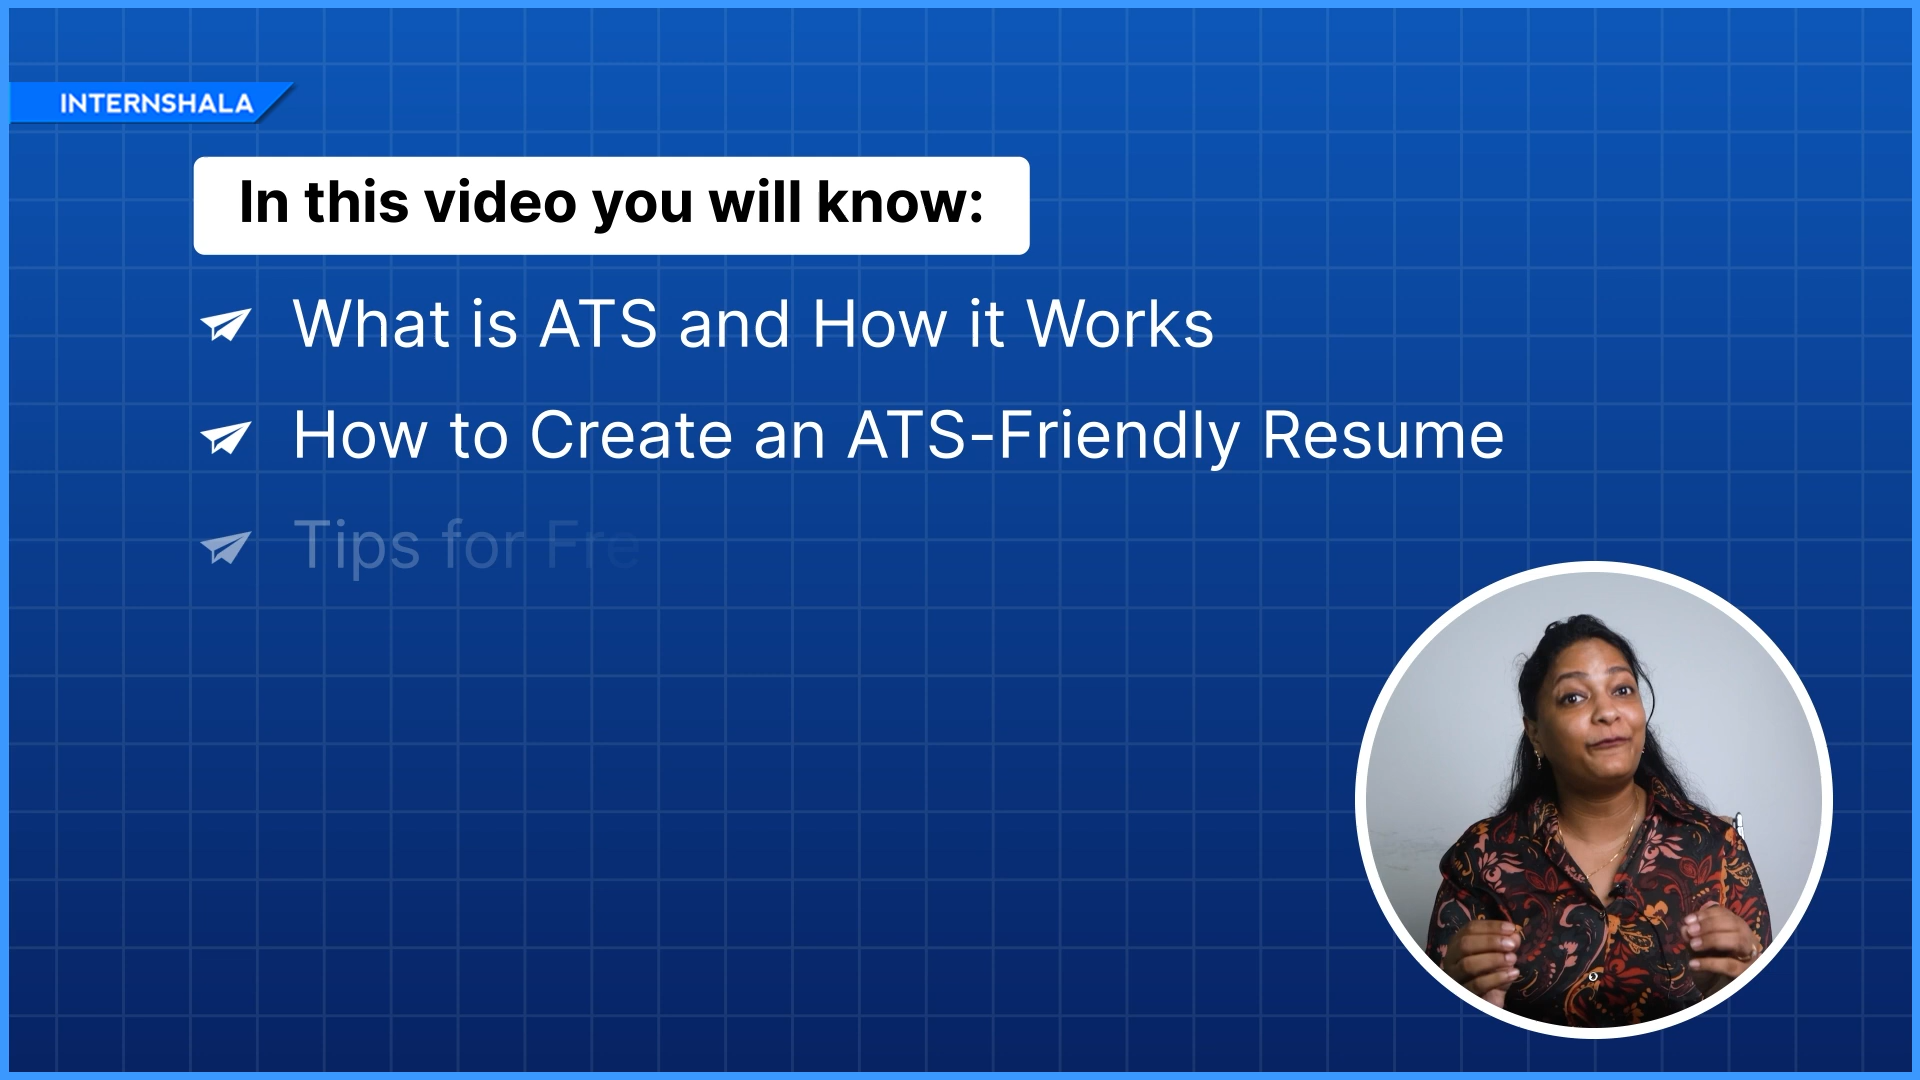 INTERNSHALA
In this video you will know:
What is ATS and How it Works
How to Create an ATS-Friendly Resume
Tips for Fre